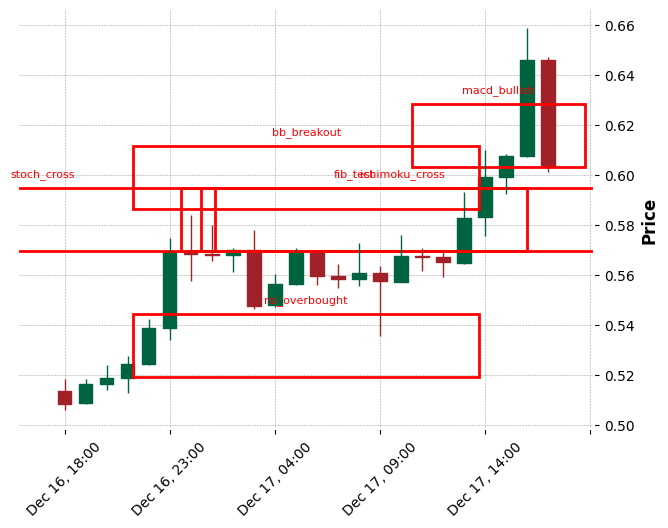 0.66
0.64
macd_bullish
0.62
bb_breakout
0.60
stoch_cross
fib_test
ichimoku_cross
0.58
Price
0.56
rsi_overbought
0.54
0.52
0.50
Dec 16, 18:00
Dec 16, 23:00
Dec 17, 04:00
Dec 17, 09:00
Dec 17, 14:00